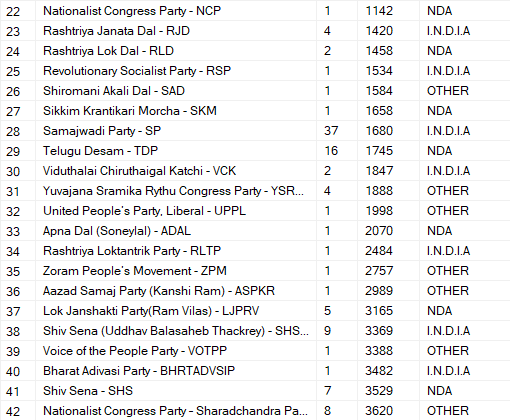 22 Nationalist Congress Party - NCP 1 1142 NDA
23 Rashtriya Janata Dal - RJD 4 1420 I.N.D.I.A
24 Rashtriya Lok Dal - RLD 2 1458 NDA
25 Revolutionary Socialist Party - RSP 1 1534 I.N.D.I.A
26 Shiromani Akali Dal - SAD 1 1584 OTHER
27 Sikkim Krantikari Morcha - SKM 1 1658 NDA
28 Samajwadi Party - SP 37 1680 I.N.D.I.A
29 Telugu Desam - TDP 16 1745 NDA
30 Viduthalai Chiruthaigal Katchi - VCK 2 1847 I.N.D.I.A
31 Yuvajana Sramika Rythu Congress Party - YSR... 4 1888 OTHER
32 United People's Party, Liberal - UPPL 1 1998 OTHER
33 Apna Dal (Soneylal) - ADAL 1 2070 NDA
34 Rashtriya Loktantrik Party - RLTP 1 2484 I.N.D.I.A
35 Zoram People's Movement - ZPM 1 2757 OTHER
36 Aazad Samaj Party (Kanshi Ram) - ASPKR 1 2989 OTHER
37 Lok Janshakti Party(Ram Vilas) - LJPRV 5 3165 NDA
38 Shiv Sena (Uddhav Balasaheb Thackrey) - SHS... 9 3369 I.N.D.I.A
39 Voice of the People Party - VOTPP 1 3388 OTHER
40 Bharat Adivasi Party - BHRTADVSIP 1 3482 I.N.D.I.A
41 Shiv Sena - SHS 7 3529 NDA
42 Nationalist Congress Party - Sharadchandra Pa... 8 3620 OTHER